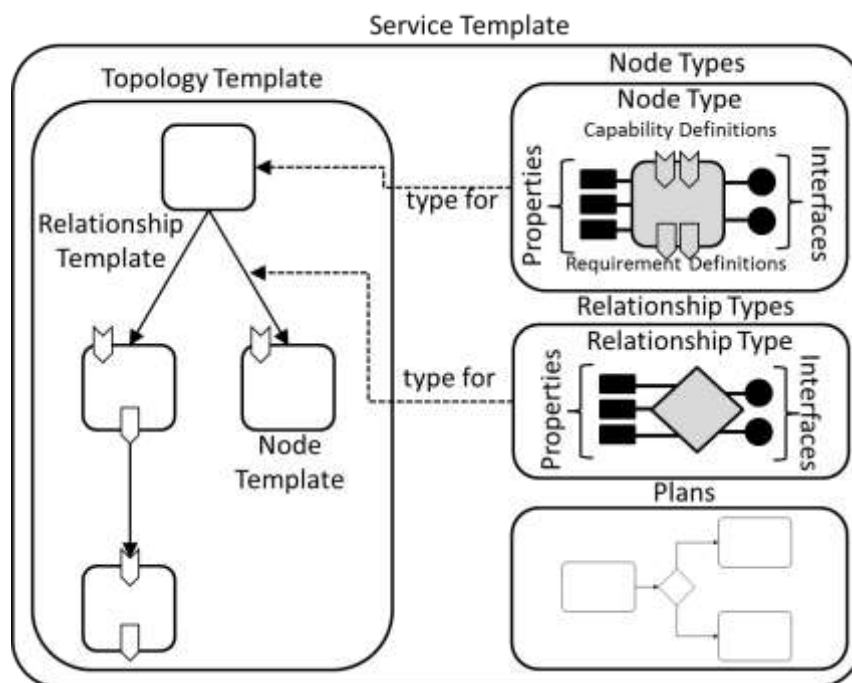 Service Template
Topology Template
Relationship
Template
Node
Template
type for
type for
Node Types
Node Type
Capability Definitions
Properties
Interfaces
Requirement Definitions
Relationship Types
Relationship Type
Properties
Interfaces
Plans